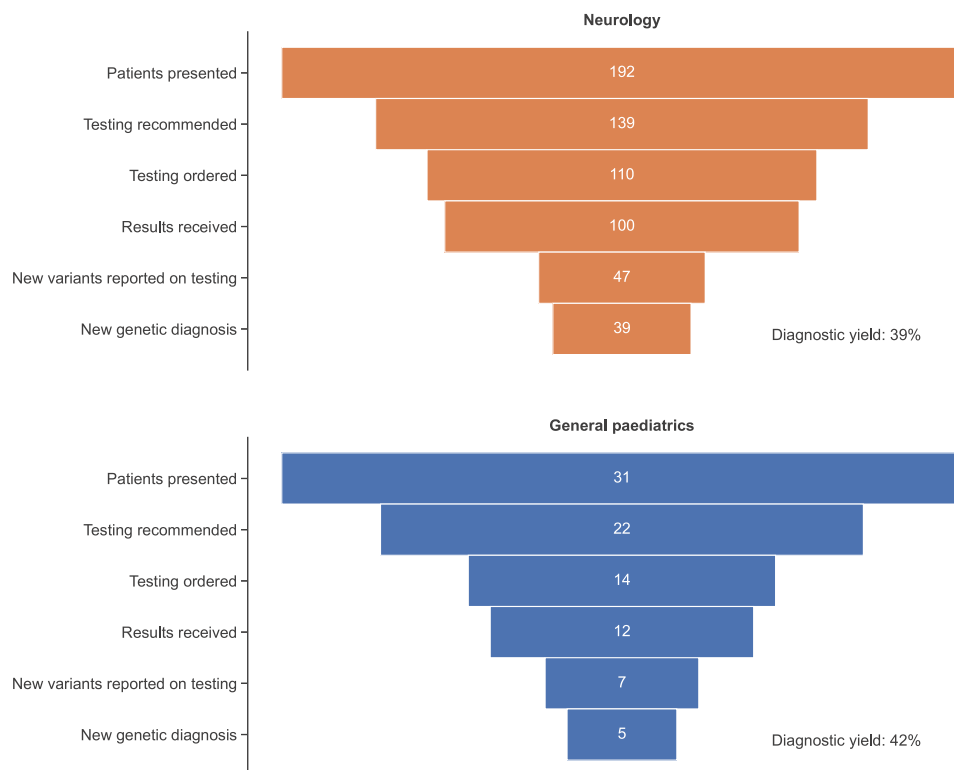 Neurology
Patients presented 192
Testing recommended 139
Testing ordered 110
Results received 100
New variants reported on testing 47
New genetic diagnosis 39
Diagnostic yield: 39%
General paediatrics
Patients presented 31
Testing recommended 22
Testing ordered 14
Results received 12
New variants reported on testing 7
New genetic diagnosis 5
Diagnostic yield: 42%